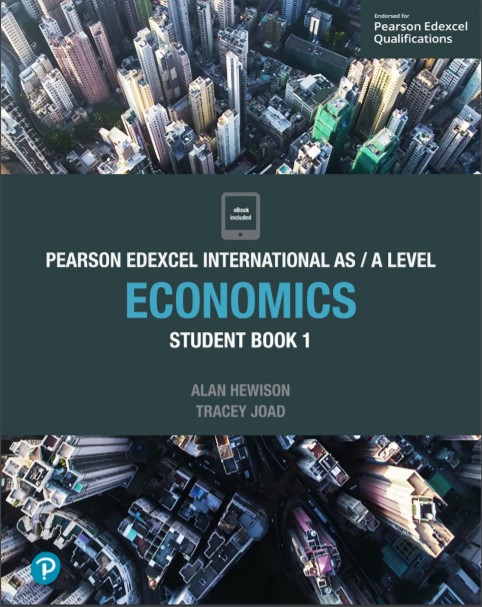 Endorsed for
Pearson Edexcel
Qualifications
eBook
included
PEARSON EDEXCEL INTERNATIONAL AS / A LEVEL
ECONOMICS
STUDENT BOOK 1
ALAN HEWISON
TRACEY JOAD
P